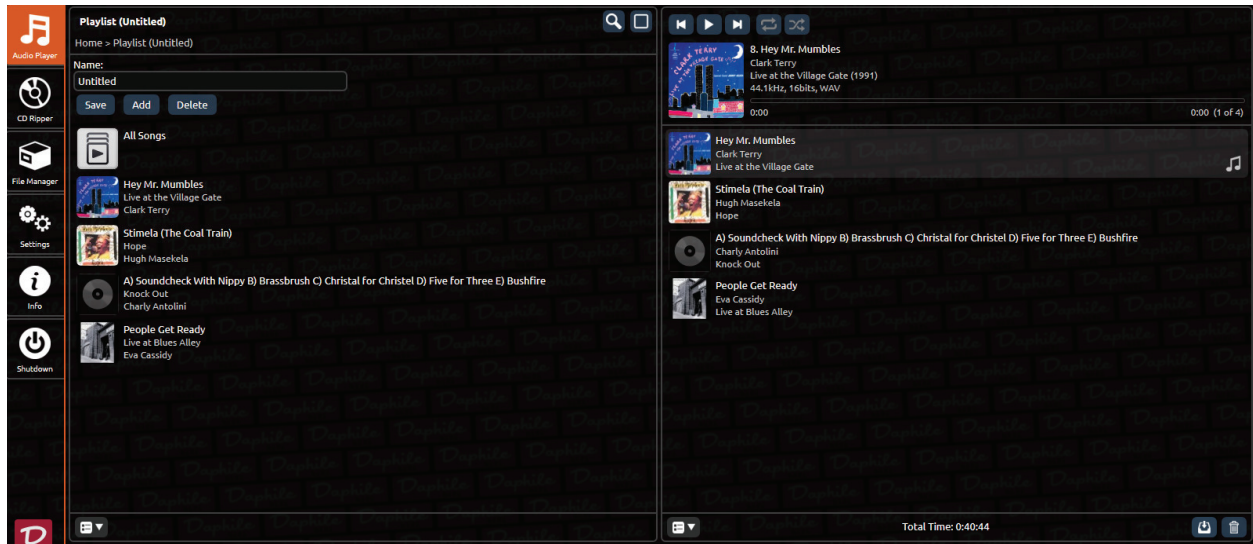 Audio Player
CD Ripper
File Manager
Settings
Info
Shutdown
D
Playlist (Untitled)
Home > Playlist (Untitled)
Name:
Untitled
Save Add Delete
All Songs
Hey Mr. Mumbles
Live at the Village Gate
Clark Terry
Stimela (The Coal Train)
Hope
Hugh Masekela
A) Soundcheck With Nippy B) Brassbrush C) Christal for Christel D) Five for Three E) Bushfire
Knock Out
Charly Antolini
People Get Ready
Live at Blues Alley
Eva Cassidy
8. Hey Mr. Mumbles
Clark Terry
Live at the Village Gate (1991)
44.1kHz, 16bits, WAV
0:00 0:00 (1 of 4)
Hey Mr. Mumbles
Clark Terry
Live at the Village Gate
Stimela (The Coal Train)
Hugh Masekela
Hope
A) Soundcheck With Nippy B) Brassbrush C) Christal for Christel D) Five for Three E) Bushfire
Charly Antolini
Knock Out
People Get Ready
Eva Cassidy
Live at Blues Alley
Total Time: 0:40:44
Daphile